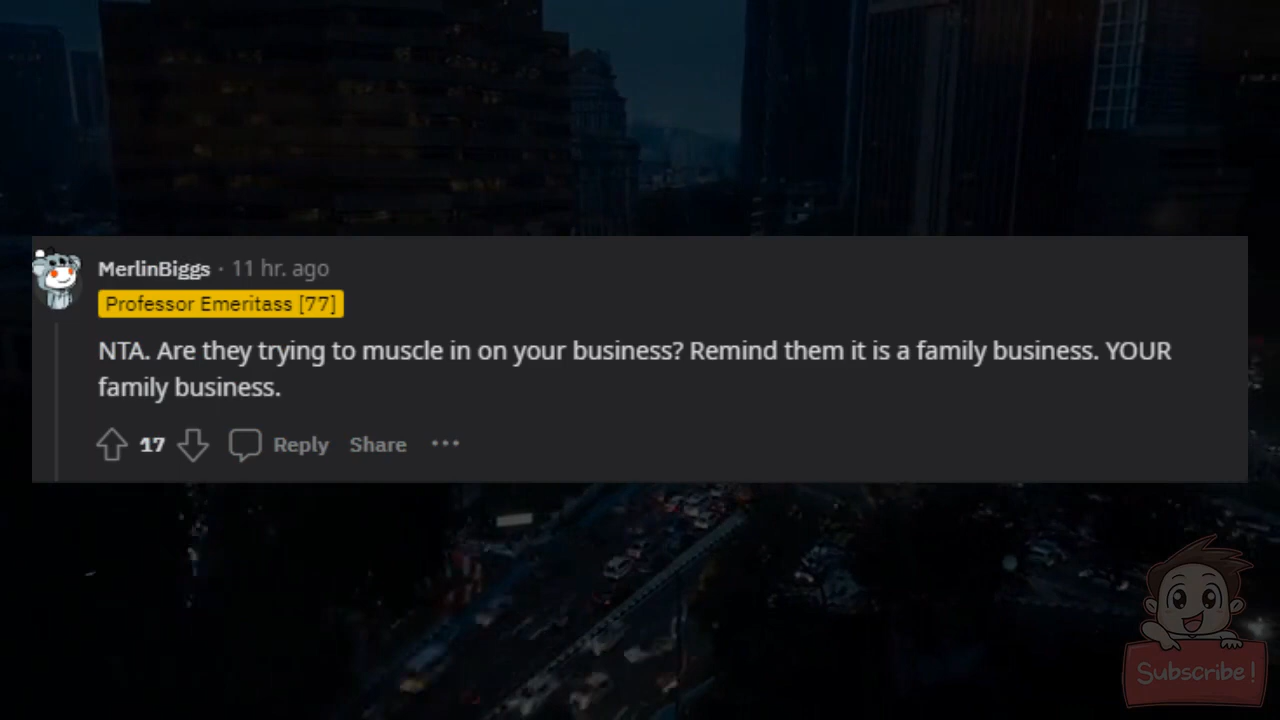 MerlinBiggs · 11 hr. ago
Professor Emeritass [77]
NTA. Are they trying to muscle in on your business? Remind them it is a family business. YOUR
family business.
17 Reply Share ···
Subscribe!